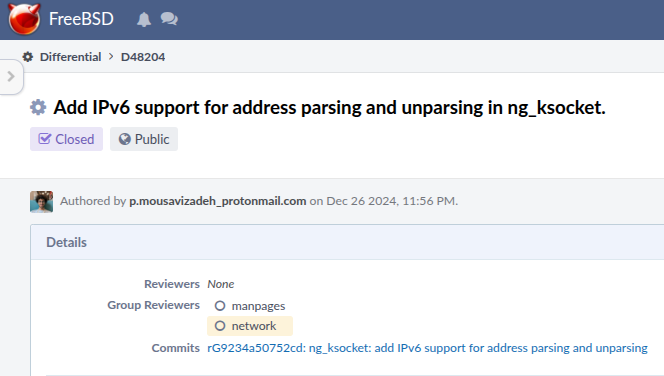 FreeBSD
Differential > D48204
Add IPv6 support for address parsing and unparsing in ng_ksocket.
Closed Public
Authored by p.mousavizadeh_protonmail.com on Dec 26 2024, 11:56 PM.
Details
Reviewers None
Group Reviewers manpages
network
Commits rG9234a50752cd: ng_ksocket: add IPv6 support for address parsing and unparsing